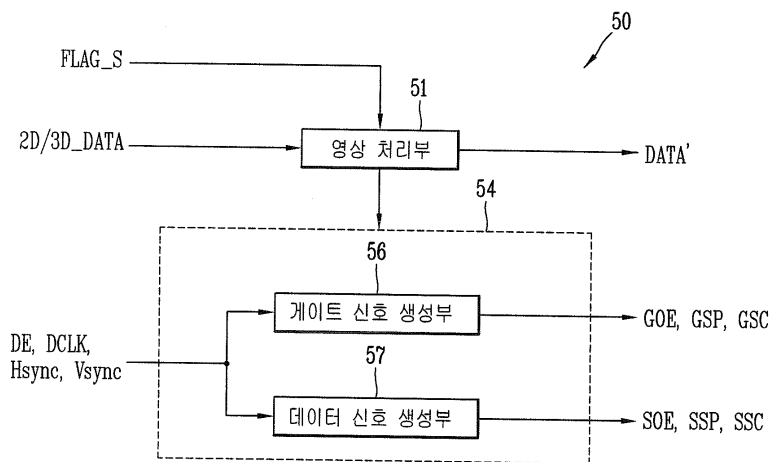 50
FLAG_S
51
2D/3D_DATA
영상 처리부
DATA'
54
56
게이트 신호 생성부
GOE, GSP, GSC
DE, DCLK,
Hsync, Vsync
57
데이터 신호 생성부
SOE, SSP, SSC